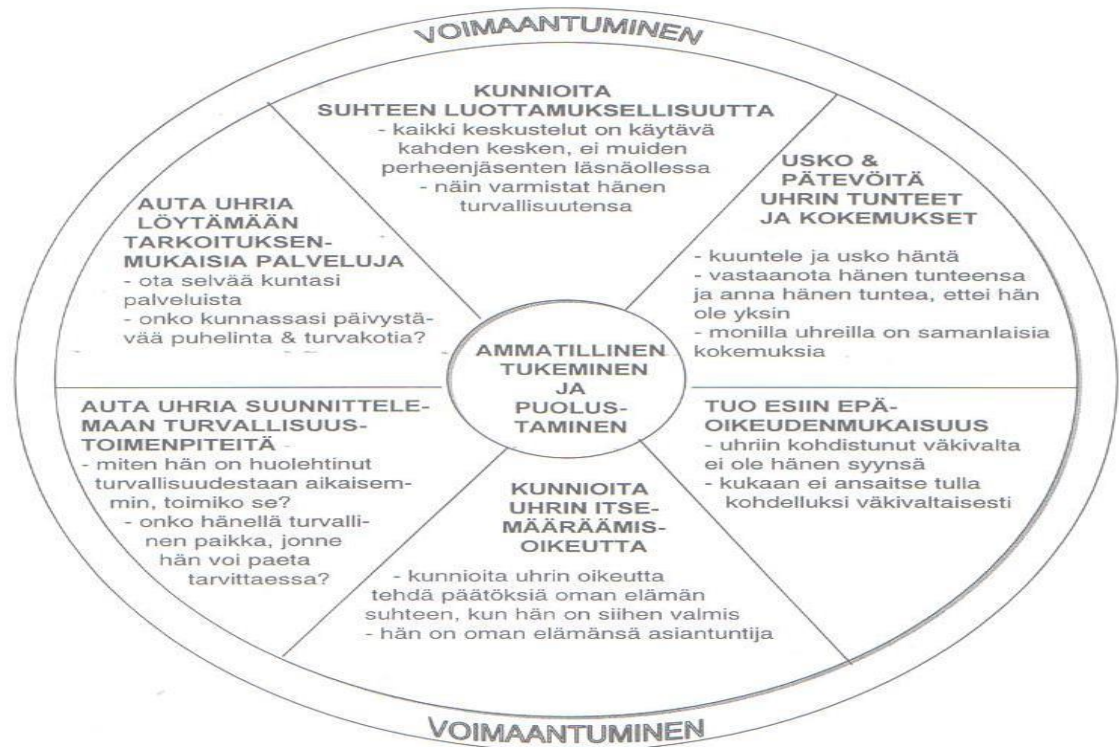 VOIMAANTUMINEN
KUNNIOITA
SUHTEEN LUOTTAMUKSELLISUUTTA
- kaikki keskustelut on käytävä
kahden kesken, ei muiden
perheenjäsenten läsnäollessa
- näin varmistat hänen
turvallisuutensa
USKO &
PÄTEVÖITÄ
UHRIN TUNTEET
JA KOKEMUKSET
- kuuntele ja usko häntä
- vastaanota hänen tunteensa
ja anna hänen tuntea, ettei hän
ole yksin
- monilla uhreilla on samanlaisia
kokemuksia
TUO ESIIN EPÄ-
OIKEUDENMUKAISUUS
- uhriin kohdistunut väkivalta
ei ole hänen syynsä
- kukaan ei ansaitse tulla
kohdelluksi väkivaltaisesti
KUNNIOITA
UHRIN ITSE-
MÄÄRÄÄMIS-
OIKEUTTA
- kunnioita uhrin oikeutta
tehdä päätöksiä oman elämän
suhteen, kun hän on siihen valmis
- hän on oman elämänsä asiantuntija
AUTA UHRIA SUUNNITTELE-
MAAN TURVALLISUUS-
TOIMENPITEITÄ
- miten hän on huolehtinut
turvallisuudestaan aikaisem-
min, toimiko se?
- onko hänellä turvalli-
nen paikka, jonne
hän voi paeta
tarvittaessa?
AUTA UHRIA
LÖYTÄMÄÄN
TARKOITUKSEN-
MUKAISIA PALVELUJA
- ota selvää kuntasi
palveluista
- onko kunnassasi päivystä-
vää puhelinta & turvakotia?
AMMATILLINEN
TUKEMINEN
JA
PUOLUS-
TAMINEN
VOIMAANTUMINEN